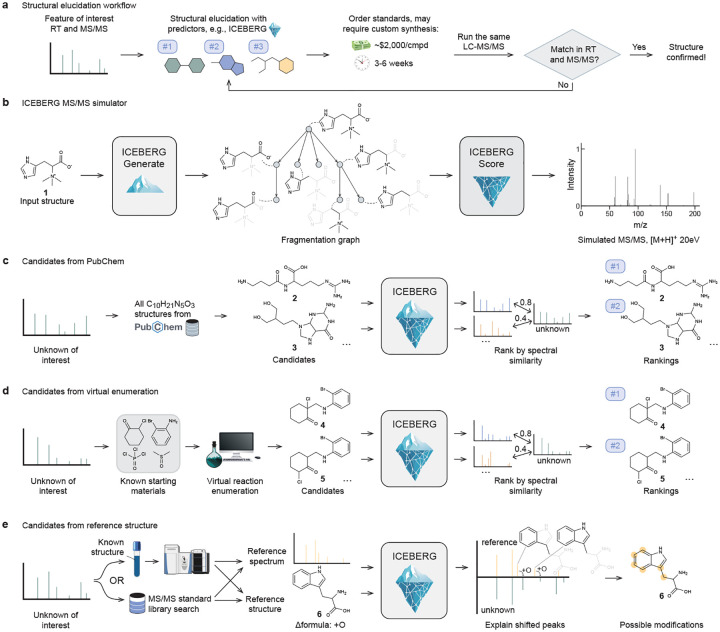 a Structural elucidation workflow
Feature of interest
RT and MS/MS
Structural elucidation with
predictors, e.g., ICEBERG
#1 #2 #3
Order standards, may
require custom synthesis:
~$2,000/cmpd
3-6 weeks
Run the same
LC-MS/MS
Match in RT
and MS/MS?
Yes
No
Structure
confirmed!
b ICEBERG MS/MS simulator
1
Input structure
ICEBERG
Generate
Fragmentation graph
ICEBERG
Score
Intensity
1
0
0 50 100 150 200
m/z
Simulated MS/MS, [M+H]⁺ 20eV
c Candidates from PubChem
Unknown of
interest
All C₁₀H₂₁N₅O₃
structures from
PubChem
2
3
Candidates
...
ICEBERG
...
0.8
0.4
unknown
Rank by spectral
similarity
#1
2
#2
3
Rankings
...
d Candidates from virtual enumeration
Unknown of
interest
Known starting
materials
Virtual reaction
enumeration
4
5
Candidates
...
ICEBERG
...
0.8
0.4
unknown
Rank by spectral
similarity
#1
4
#2
5
Rankings
...
e Candidates from reference structure
Unknown of
interest
OR
Known
structure
MS/MS standard
library search
Reference
spectrum
Reference
structure
6
Δformula: +O
ICEBERG
reference
+O
+O
unknown
Explain shifted peaks
6
Possible modifications